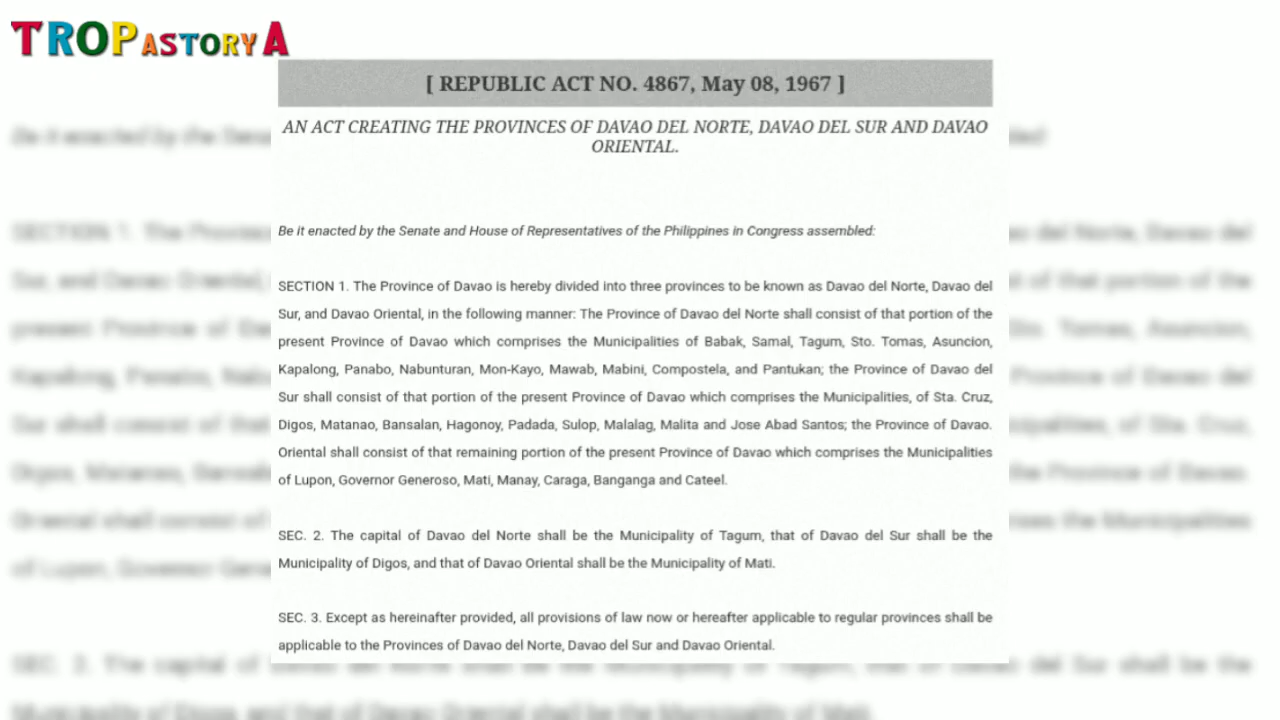 TROPASTORYA
[ REPUBLIC ACT NO. 4867, May 08, 1967 ]
AN ACT CREATING THE PROVINCES OF DAVAO DEL NORTE, DAVAO DEL SUR AND DAVAO
ORIENTAL.
Be it enacted by the Senate and House of Representatives of the Philippines in Congress assembled:
SECTION 1. The Province of Davao is hereby divided into three provinces to be known as Davao del Norte, Davao del
Sur, and Davao Oriental, in the following manner: The Province of Davao del Norte shall consist of that portion of the
present Province of Davao which comprises the Municipalities of Babak, Samal, Tagum, Sto. Tomas, Asuncion,
Kapalong, Panabo, Nabunturan, Mon-Kayo, Mawab, Mabini, Compostela, and Pantukan; the Province of Davao del
Sur shall consist of that portion of the present Province of Davao which comprises the Municipalities, of Sta. Cruz,
Digos, Matanao, Bansalan, Hagonoy, Padada, Sulop, Malalag, Malita and Jose Abad Santos; the Province of Davao.
Oriental shall consist of that remaining portion of the present Province of Davao which comprises the Municipalities
of Lupon, Governor Generoso, Mati, Manay, Caraga, Banganga and Cateel.
SEC. 2. The capital of Davao del Norte shall be the Municipality of Tagum, that of Davao del Sur shall be the
Municipality of Digos, and that of Davao Oriental shall be the Municipality of Mati.
SEC. 3. Except as hereinafter provided, all provisions of law now or hereafter applicable to regular provinces shall be
applicable to the Provinces of Davao del Norte, Davao del Sur and Davao Oriental.